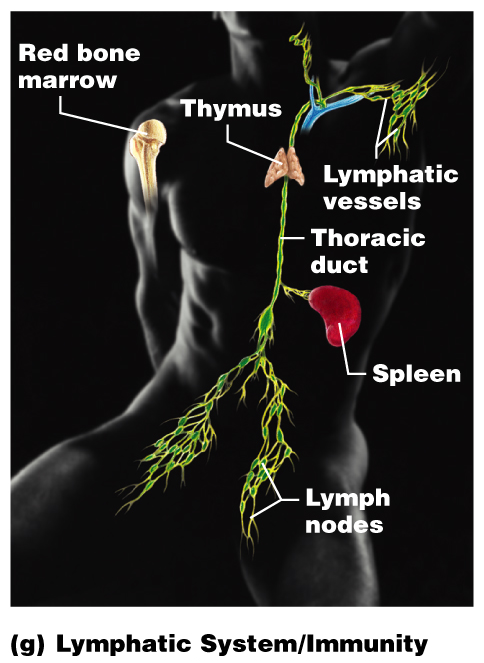 Red bone
marrow
Thymus
Lymphatic
vessels
Thoracic
duct
Spleen
Lymph
nodes
(g) Lymphatic System/Immunity